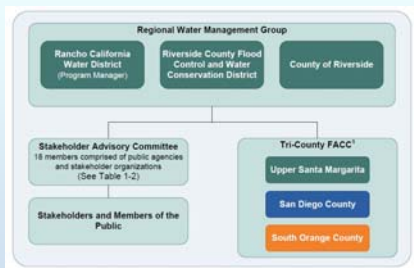 Regional Water Management Group
Rancho California
Water District
(Program Manager)
Riverside County Flood
Control and Water
Conservation District
County of Riverside
Stakeholder Advisory Committee
18 members comprised of public agencies
and stakeholder organizations
(See Table 1-2)
Stakeholders and Members of the
Public
Tri-County FACC¹
Upper Santa Margarita
San Diego County
South Orange County